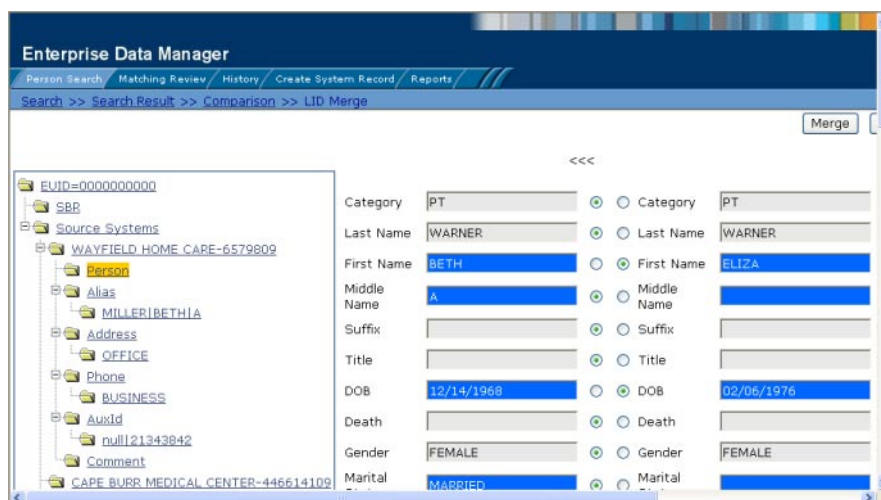 Enterprise Data Manager
Person Search Matching Review History Create System Record Reports
Search >> Search Result >> Comparison >> LID Merge
Merge
<<<
EUID=0000000000
SBR
Source Systems
WAYFIELD HOME CARE-6579809
Person
Alias
MILLER|BETH|A
Address
OFFICE
Phone
BUSINESS
AuxId
null|21343842
Comment
CAPE BURR MEDICAL CENTER-446614109
Category PT Category PT
Last Name WARNER Last Name WARNER
First Name BETH First Name ELIZA
Middle Name A Middle Name
Suffix Suffix
Title Title
DOB 12/14/1968 DOB 02/06/1976
Death Death
Gender FEMALE Gender FEMALE
Marital MARRIED Marital